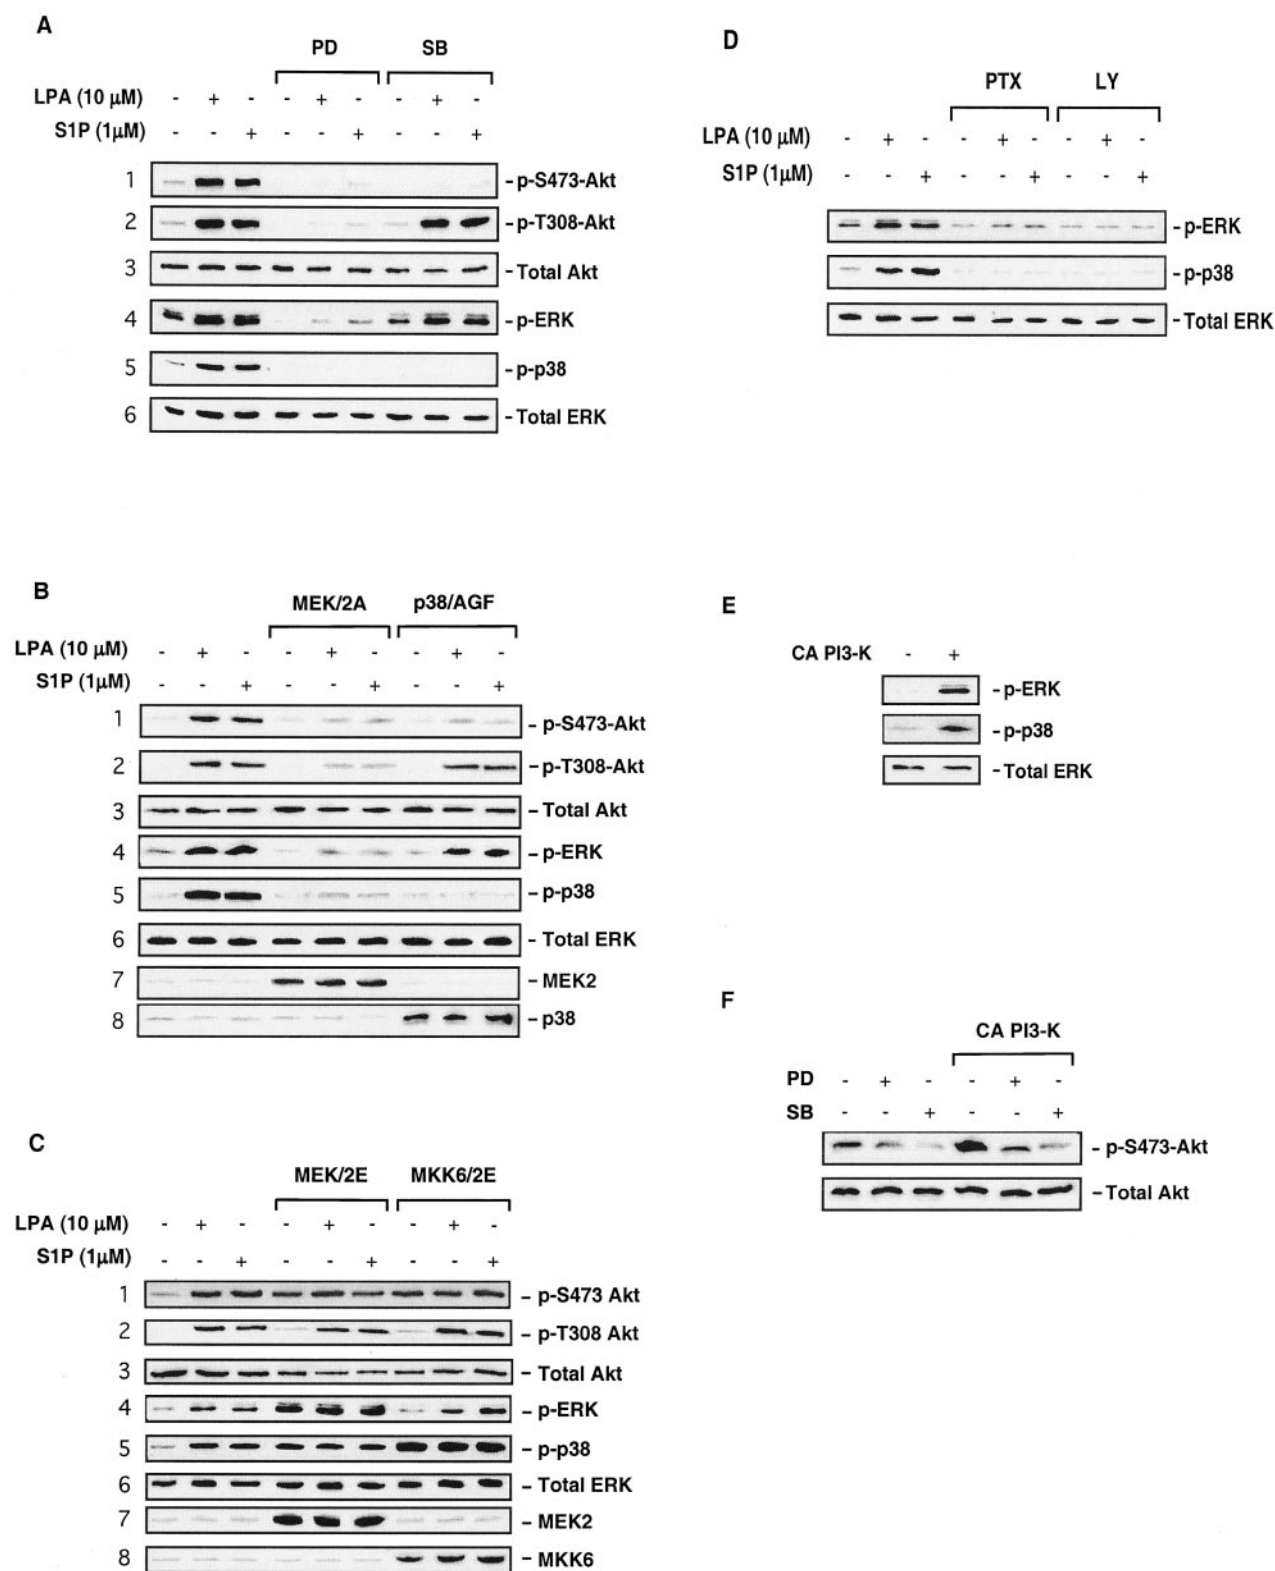 A
PD SB
LPA (10 μM) - + - - + - - + -
S1P (1μM) - - + - - + - - +
1 - p-S473-Akt
2 - p-T308-Akt
3 - Total Akt
4 - p-ERK
5 - p-p38
6 - Total ERK
B
MEK/2A p38/AGF
LPA (10 μM) - + - - + - - + -
S1P (1μM) - - + - - + - - +
1 - p-S473-Akt
2 - p-T308-Akt
3 - Total Akt
4 - p-ERK
5 - p-p38
6 - Total ERK
7 - MEK2
8 - p38
C
MEK/2E MKK6/2E
LPA (10 μM) - + - - + - - + -
S1P (1μM) - - + - - + - - +
1 - p-S473 Akt
2 - p-T308 Akt
3 - Total Akt
4 - p-ERK
5 - p-p38
6 - Total ERK
7 - MEK2
8 - MKK6
D
PTX LY
LPA (10 μM) - + - - + - - + -
S1P (1μM) - - + - - + - - +
- p-ERK
- p-p38
- Total ERK
E
CA PI3-K - +
- p-ERK
- p-p38
- Total ERK
F
CA PI3-K
PD - + - - + -
SB - - + - - +
- p-S473-Akt
- Total Akt